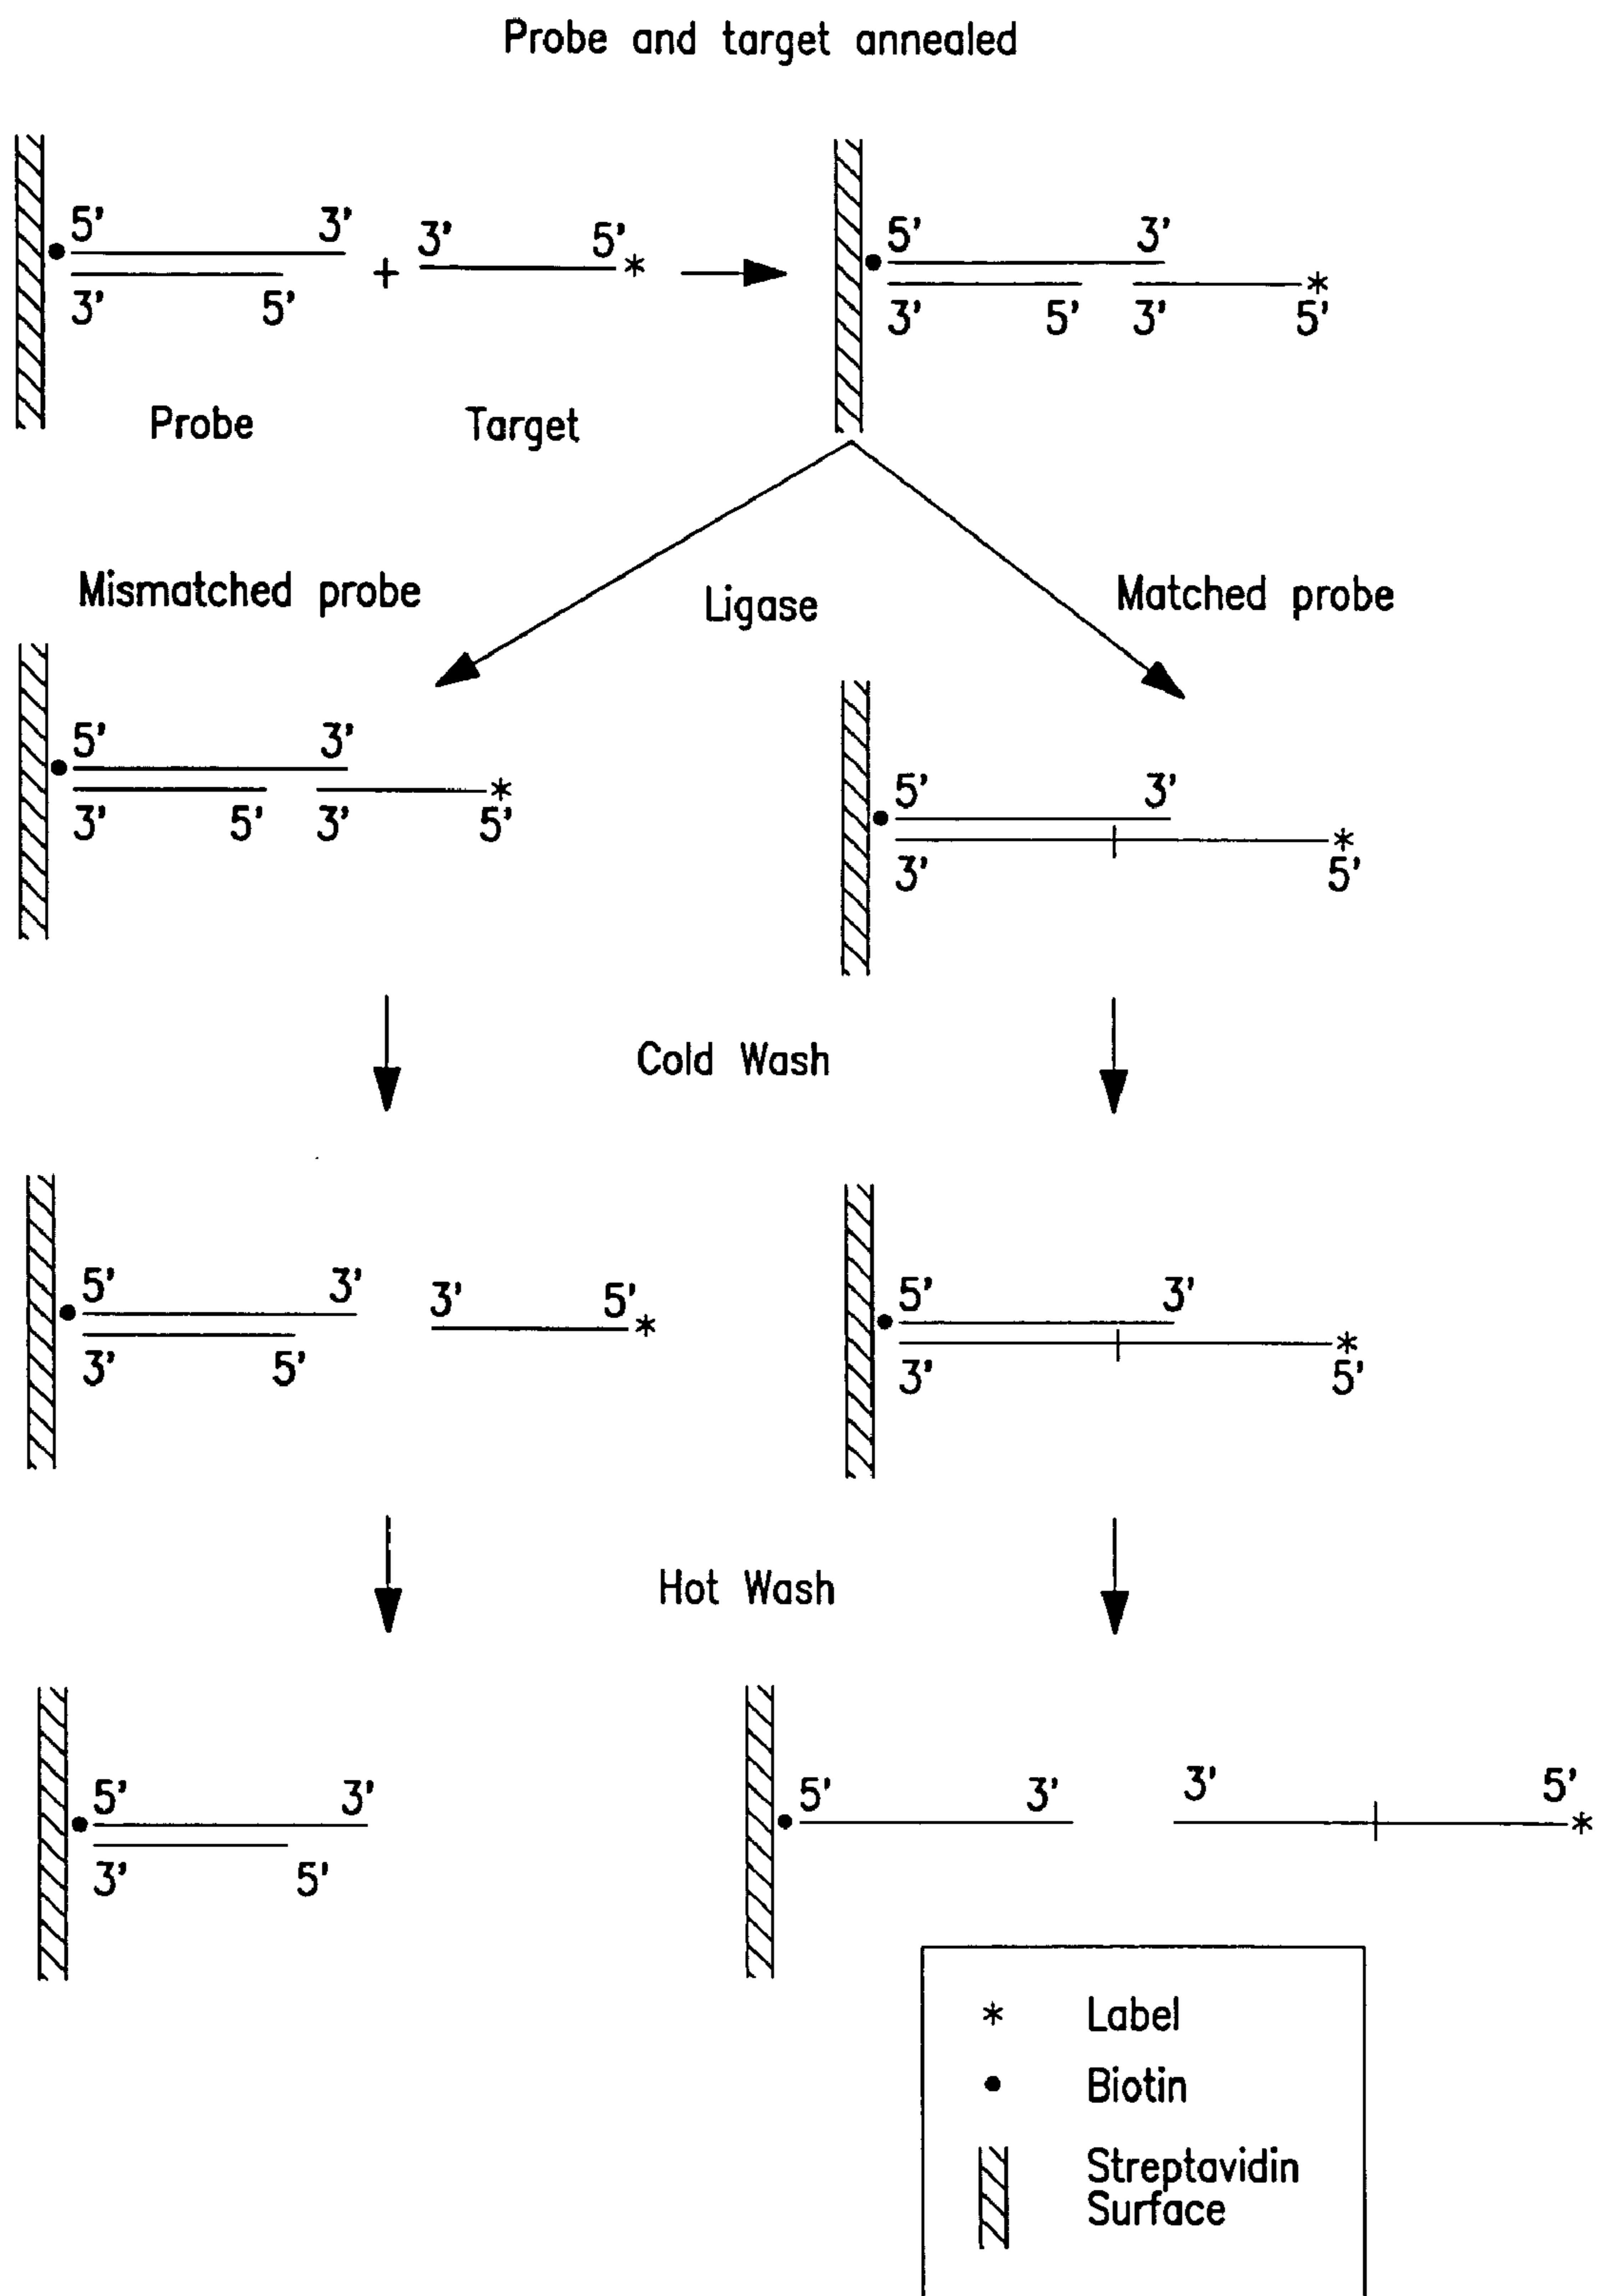 Probe and target annealed
5' 3' 3' 5' *
+
3' 5'
5' 3'
*
3' 5' 3' 5'
Probe Target
Mismatched probe Ligase Matched probe
5' 3'
*
3' 5' 3' 5'
5' 3'
*
3' 5'
Cold Wash
5' 3' 3' 5' *
3' 5'
5' 3'
*
3' 5'
Hot Wash
5' 3'
3' 5'
5' 3' 3' 5' *
* Label
Biotin
Streptavidin
Surface